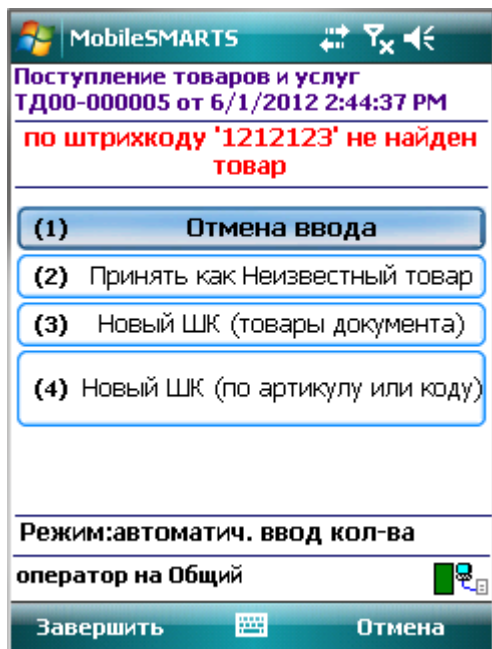 MobileSMARTS
Поступление товаров и услуг
ТД00-000005 от 6/1/2012 2:44:37 PM
по штрихкоду '1212123' не найден
товар
(1) Отмена ввода
(2) Принять как Неизвестный товар
(3) Новый ШК (товары документа)
(4) Новый ШК (по артикулу или коду)
Режим:автоматич. ввод кол-ва
оператор на Общий
Завершить Отмена